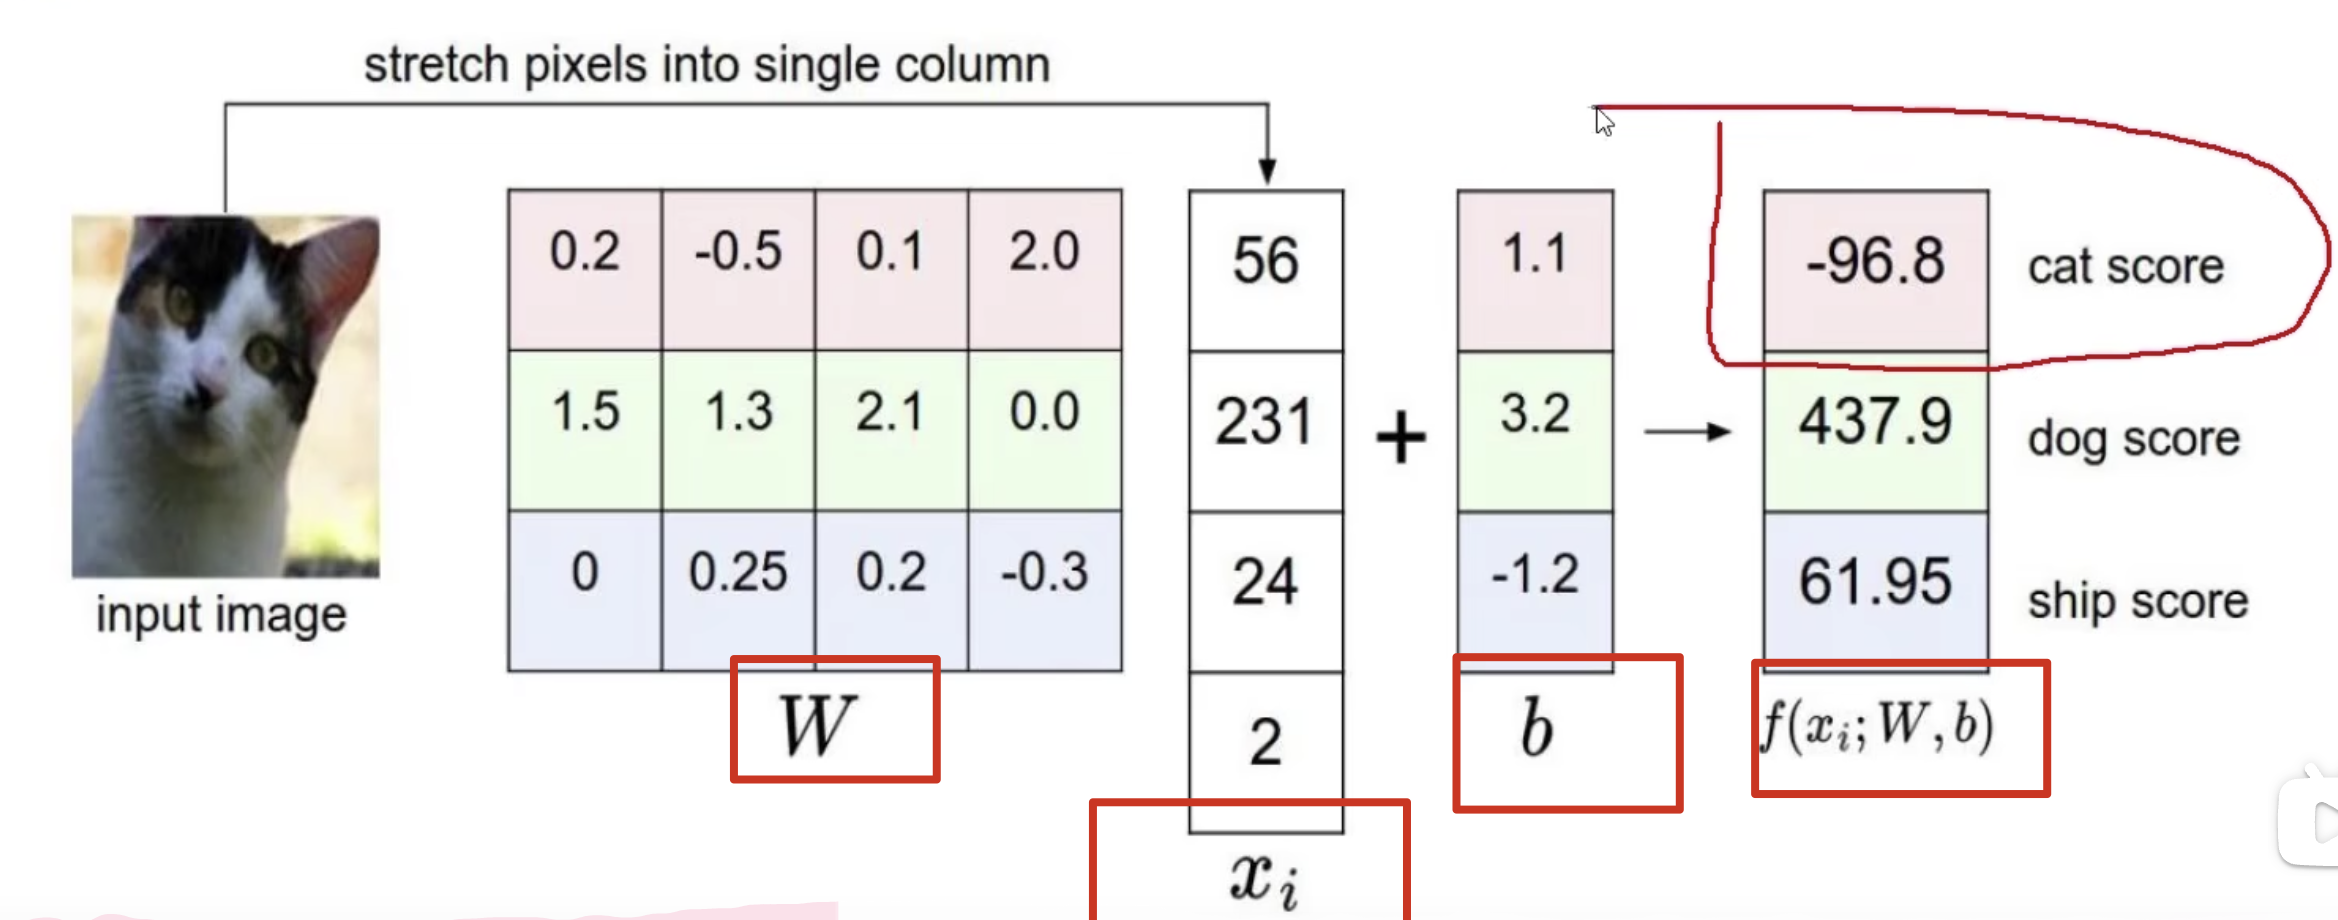 stretch pixels into single column
0.2 -0.5 0.1 2.0
1.5 1.3 2.1 0.0
0 0.25 0.2 -0.3
56
231
24
2
+
1.1
3.2
-1.2
-96.8 cat score
437.9 dog score
61.95 ship score
input image
W
x_i
b
f(x_i; W, b)